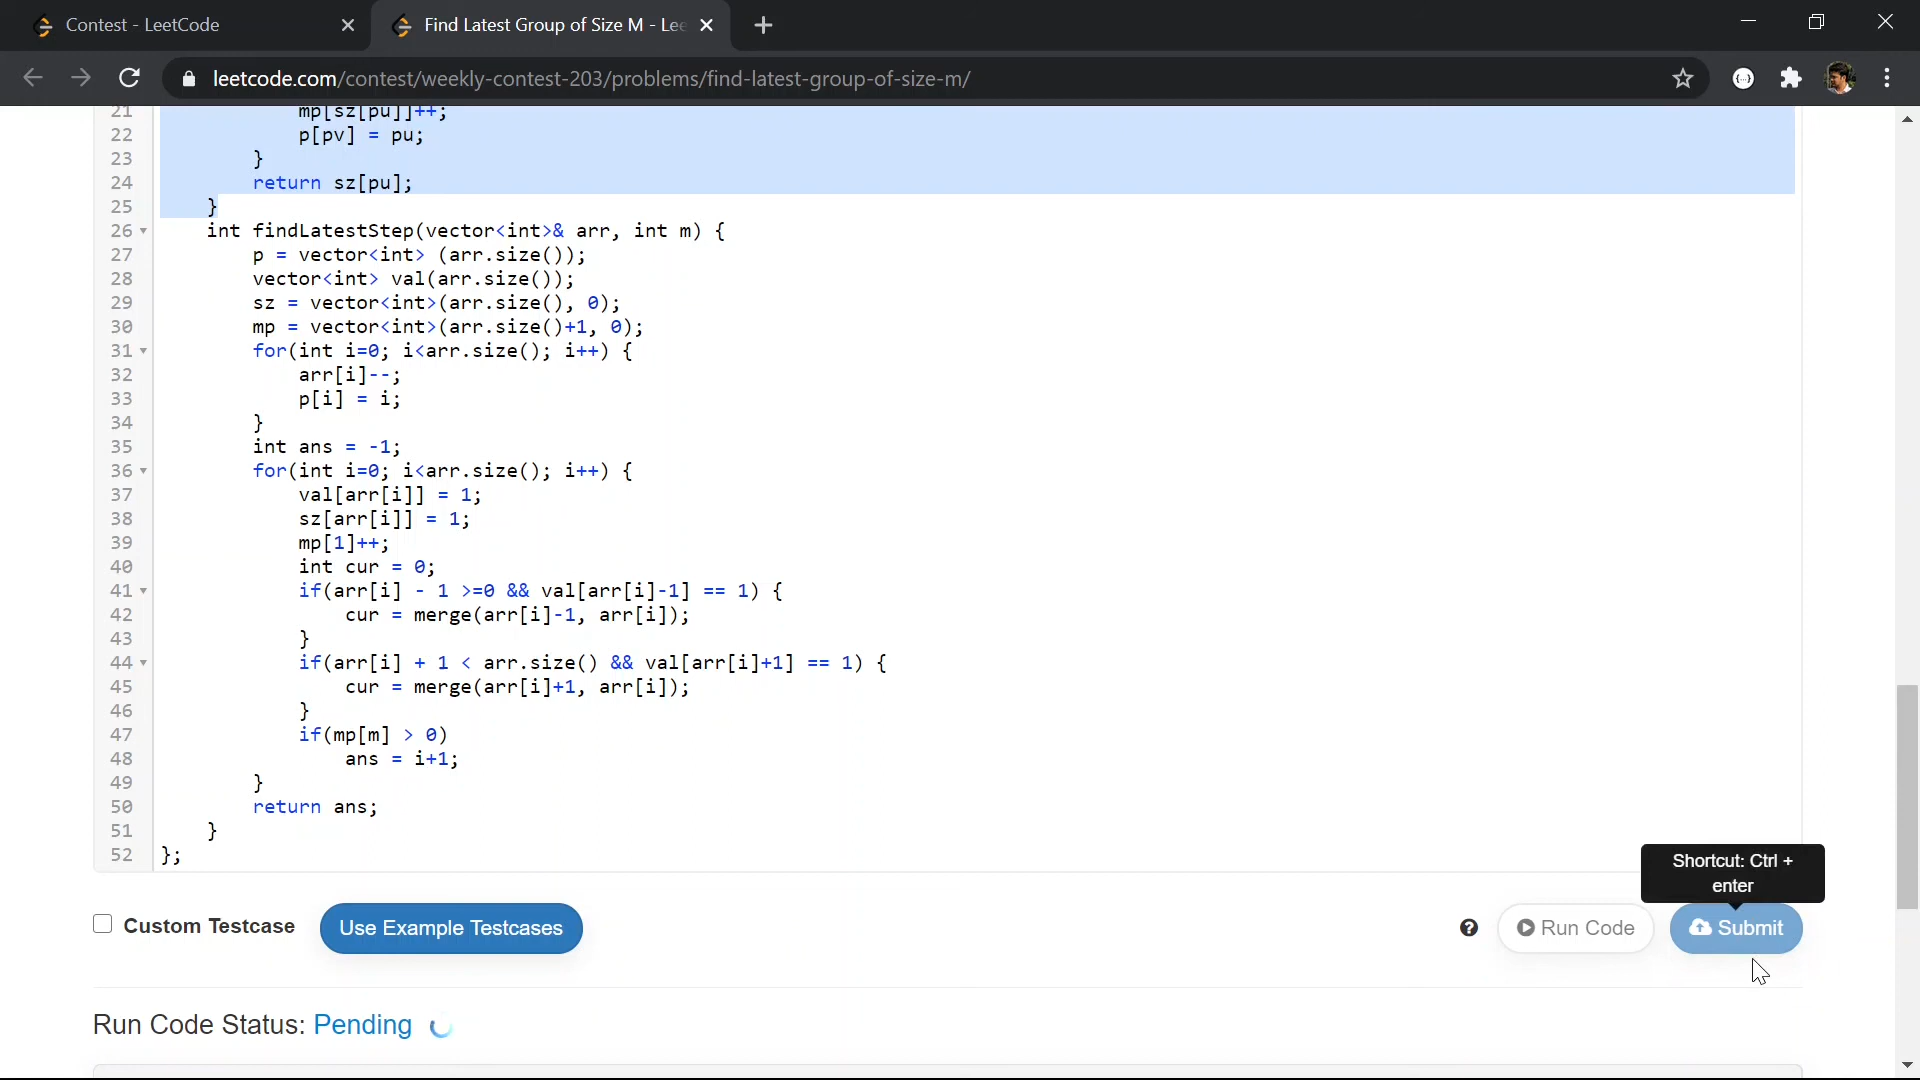 Contest - LeetCode
Find Latest Group of Size M - Lee
leetcode.com/contest/weekly-contest-203/problems/find-latest-group-of-size-m/
21 mp[sz[pu]]++;
22 p[pv] = pu;
23 }
24 return sz[pu];
25 }
26 int findLatestStep(vector<int>& arr, int m) {
27 p = vector<int> (arr.size());
28 vector<int> val(arr.size());
29 sz = vector<int>(arr.size(), 0);
30 mp = vector<int>(arr.size()+1, 0);
31 for(int i=0; i<arr.size(); i++) {
32 arr[i]--;
33 p[i] = i;
34 }
35 int ans = -1;
36 for(int i=0; i<arr.size(); i++) {
37 val[arr[i]] = 1;
38 sz[arr[i]] = 1;
39 mp[1]++;
40 int cur = 0;
41 if(arr[i] - 1 >=0 && val[arr[i]-1] == 1) {
42 cur = merge(arr[i]-1, arr[i]);
43 }
44 if(arr[i] + 1 < arr.size() && val[arr[i]+1] == 1) {
45 cur = merge(arr[i]+1, arr[i]);
46 }
47 if(mp[m] > 0)
48 ans = i+1;
49 }
50 return ans;
51 }
52 };
Shortcut: Ctrl +
enter
Custom Testcase
Use Example Testcases
Run Code
Submit
Run Code Status: Pending